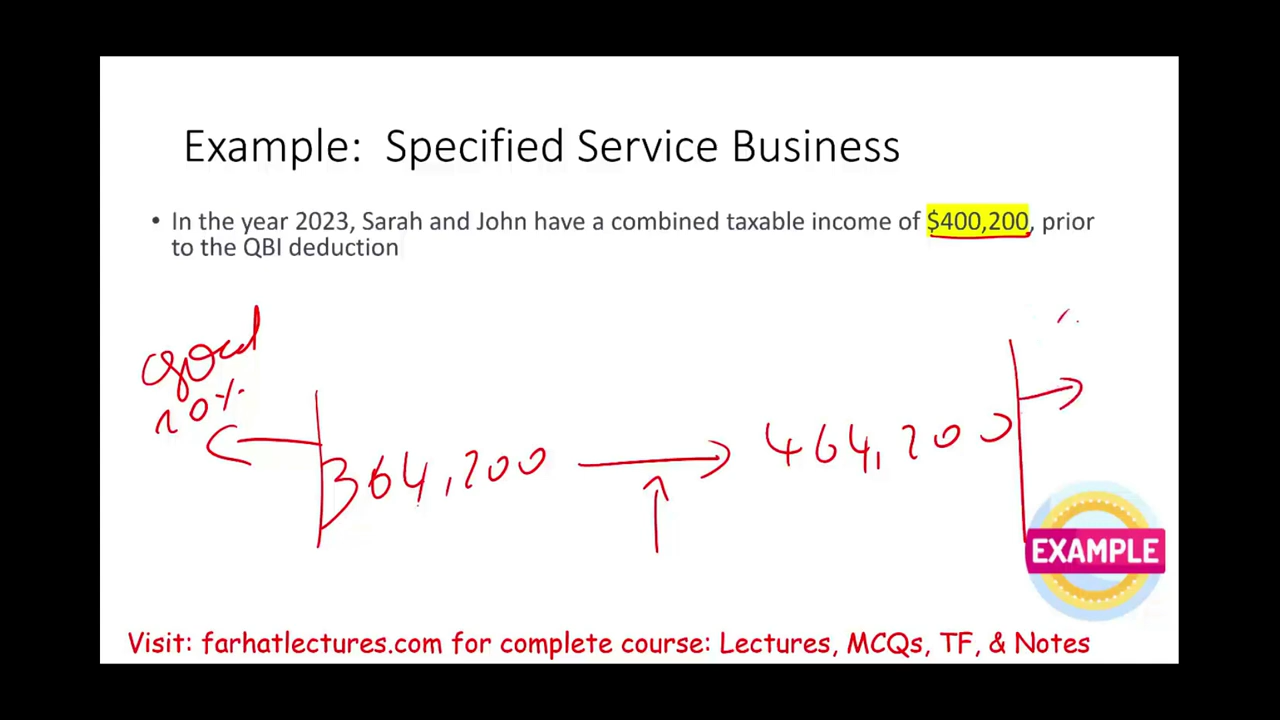 Example: Specified Service Business
• In the year 2023, Sarah and John have a combined taxable income of $400,200, prior
to the QBI deduction
good
20%
364,200
464,200
EXAMPLE
Visit: farhatlectures.com for complete course: Lectures, MCQs, TF, & Notes